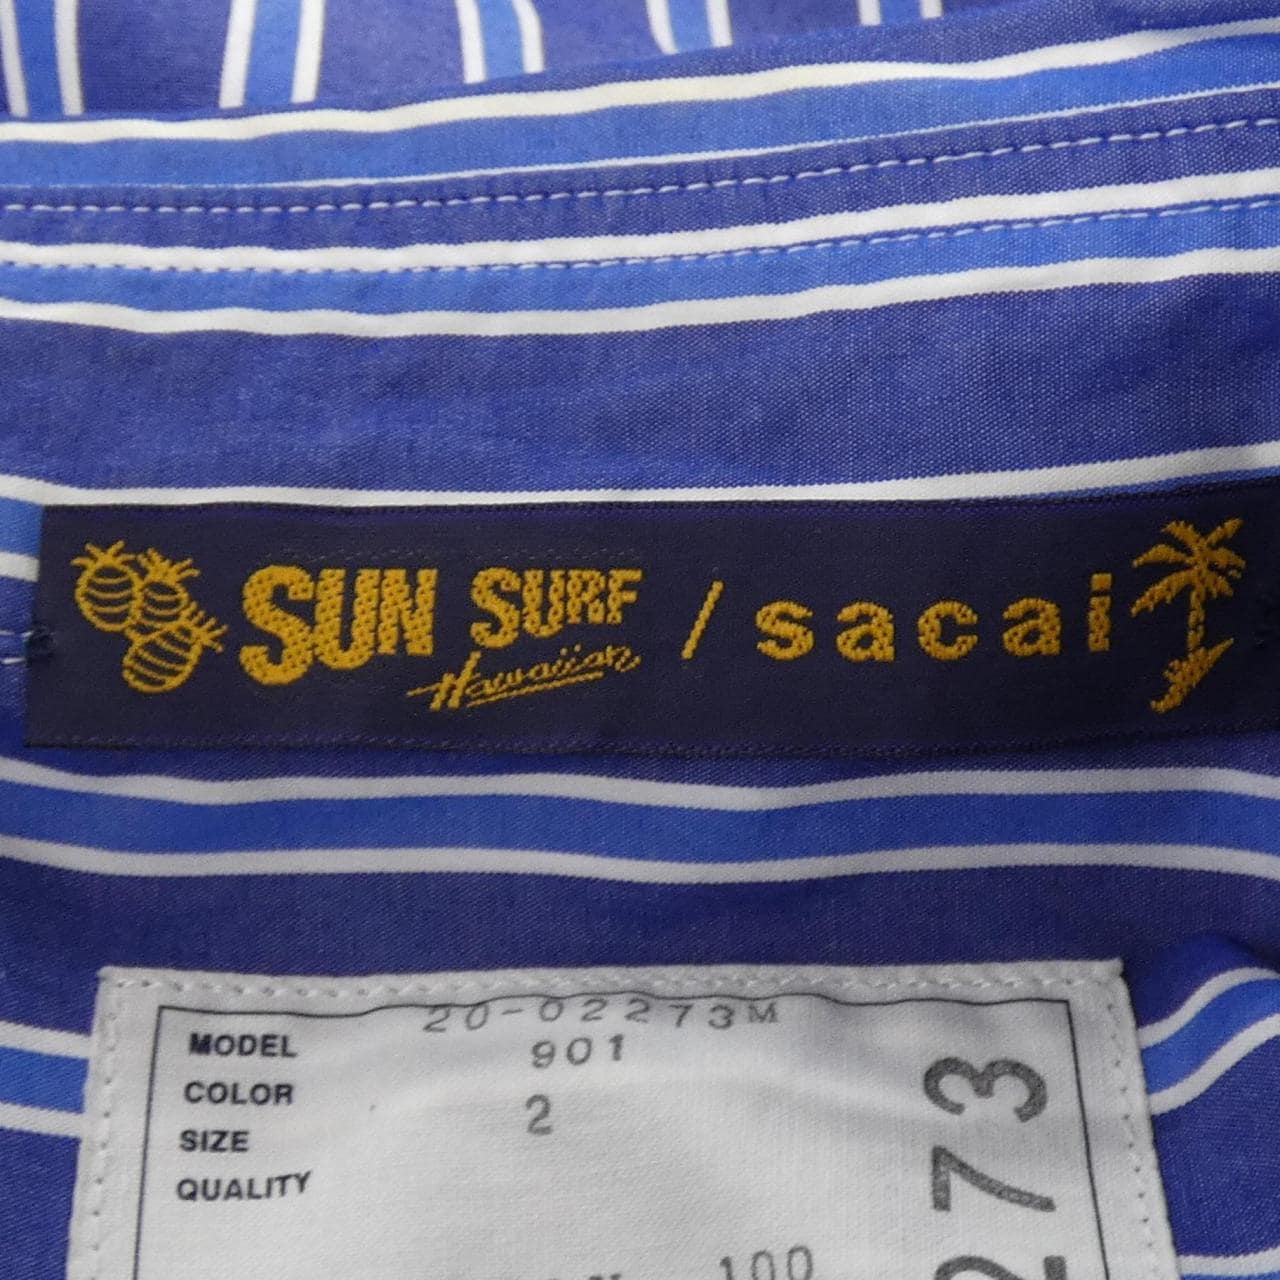 SUN SURF / sacai
Hawaiian
MODEL 20-02273M
COLOR 901
SIZE 2
QUALITY
100
273